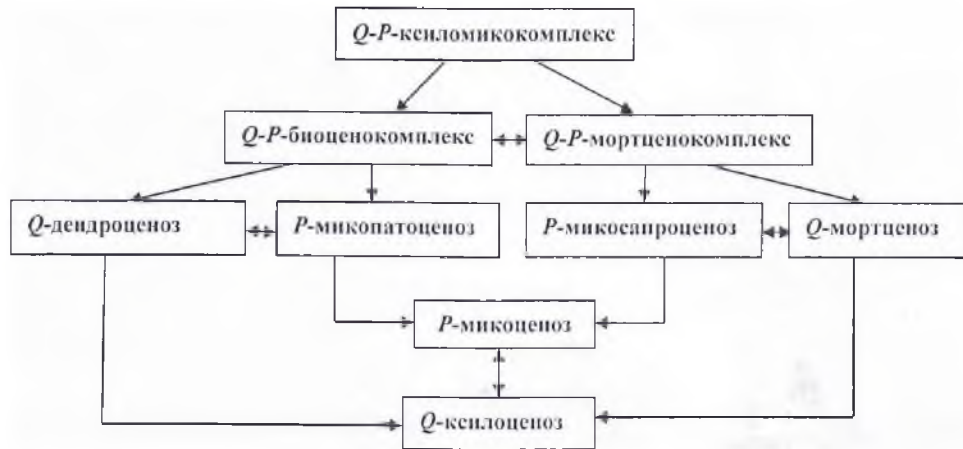 Q-P-ксиломикокомплекс
Q-P-биоценокомплекс
Q-P-мортценокомплекс
Q-дендроценоз
P-микопатоценоз
P-микосапроценоз
Q-мортценоз
P-микоценоз
Q-ксилоценоз